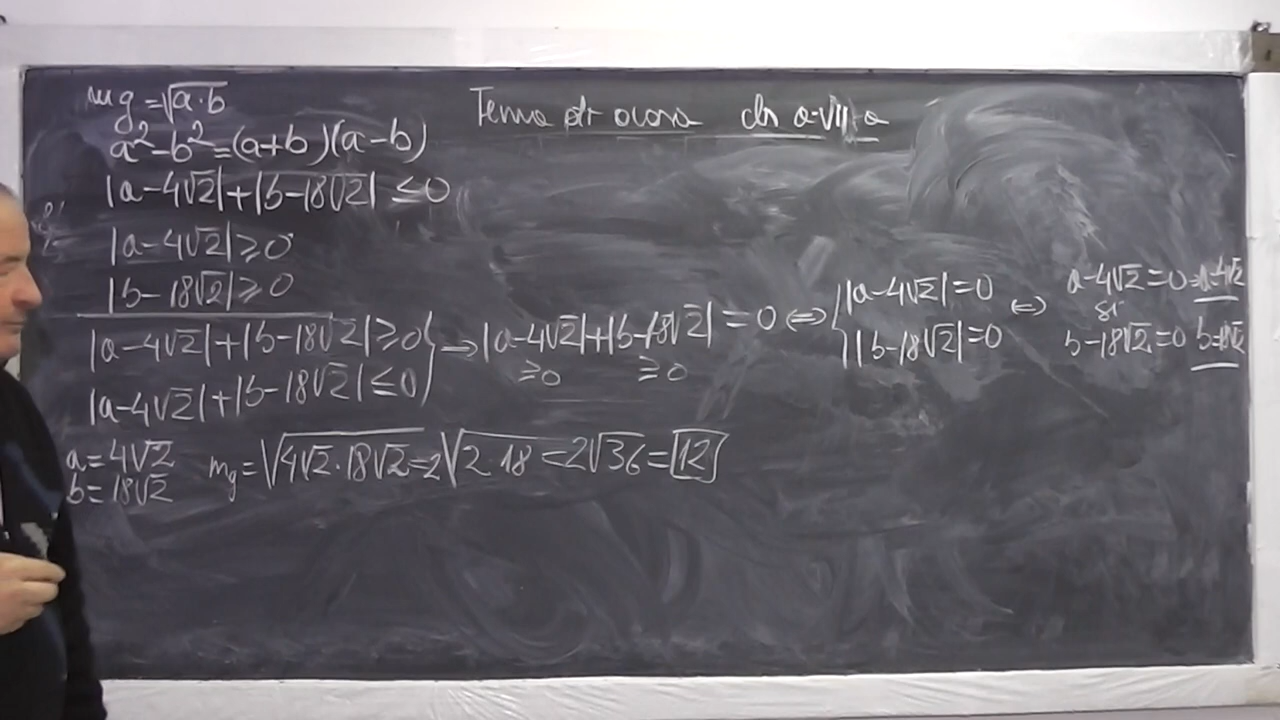 mg = √a·b
Tema de acasă cls a-VII-a
a²-b²=(a+b)(a-b)
|a-4√2|+|b-18√2| ≤0
|a-4√2|≥0
|b-18√2|≥0
|a-4√2|+|b-18√2|≥0
|a-4√2|+|b-18√2|≤0
→ |a-4√2|+|b-18√2| = 0 ⇔
≥0 ≥0
|a-4√2|=0
|b-18√2|=0
⇔
a-4√2=0 a=4√2
și
b-18√2=0 b=18√2
a=4√2
b=18√2
mg=√4√2·18√2=2√2·18=2√36=12